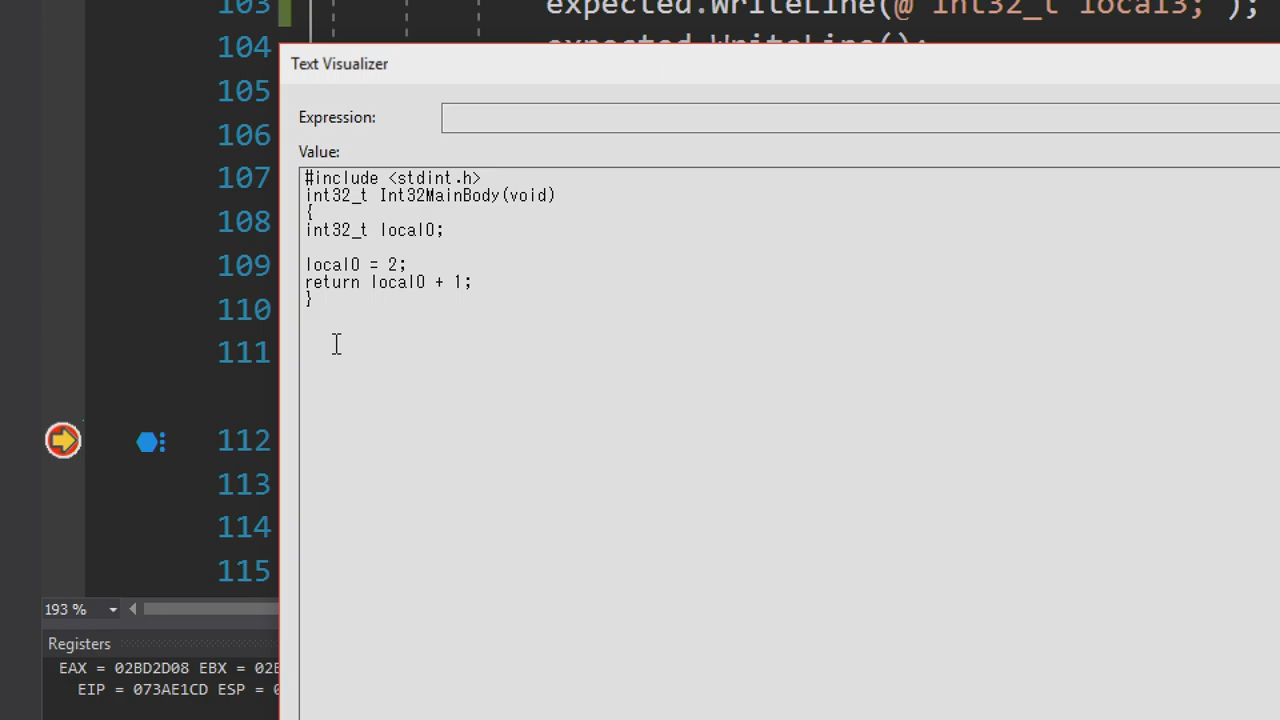 103 expected.WriteLine(@"int32_t local3;");
104 expected.WriteLine();
Text Visualizer
105
Expression:
106
Value:
107 #include <stdint.h>
int32_t Int32MainBody(void)
108 {
int32_t local0;
109 local0 = 2;
return local0 + 1;
110 }
111
112
113
114
115
193 %
Registers
EAX = 02BD2D08 EBX =
EIP = 073AE1CD ESP =